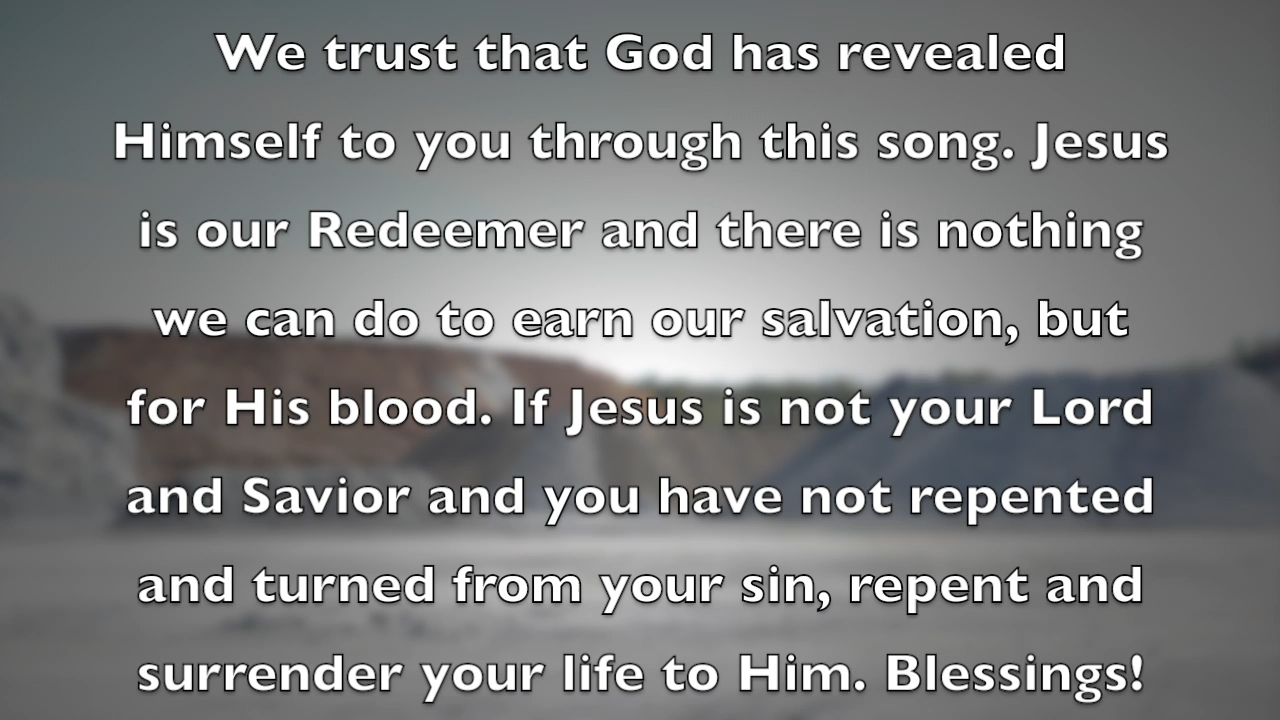 We trust that God has revealed
Himself to you through this song. Jesus
is our Redeemer and there is nothing
we can do to earn our salvation, but
for His blood. If Jesus is not your Lord
and Savior and you have not repented
and turned from your sin, repent and
surrender your life to Him. Blessings!